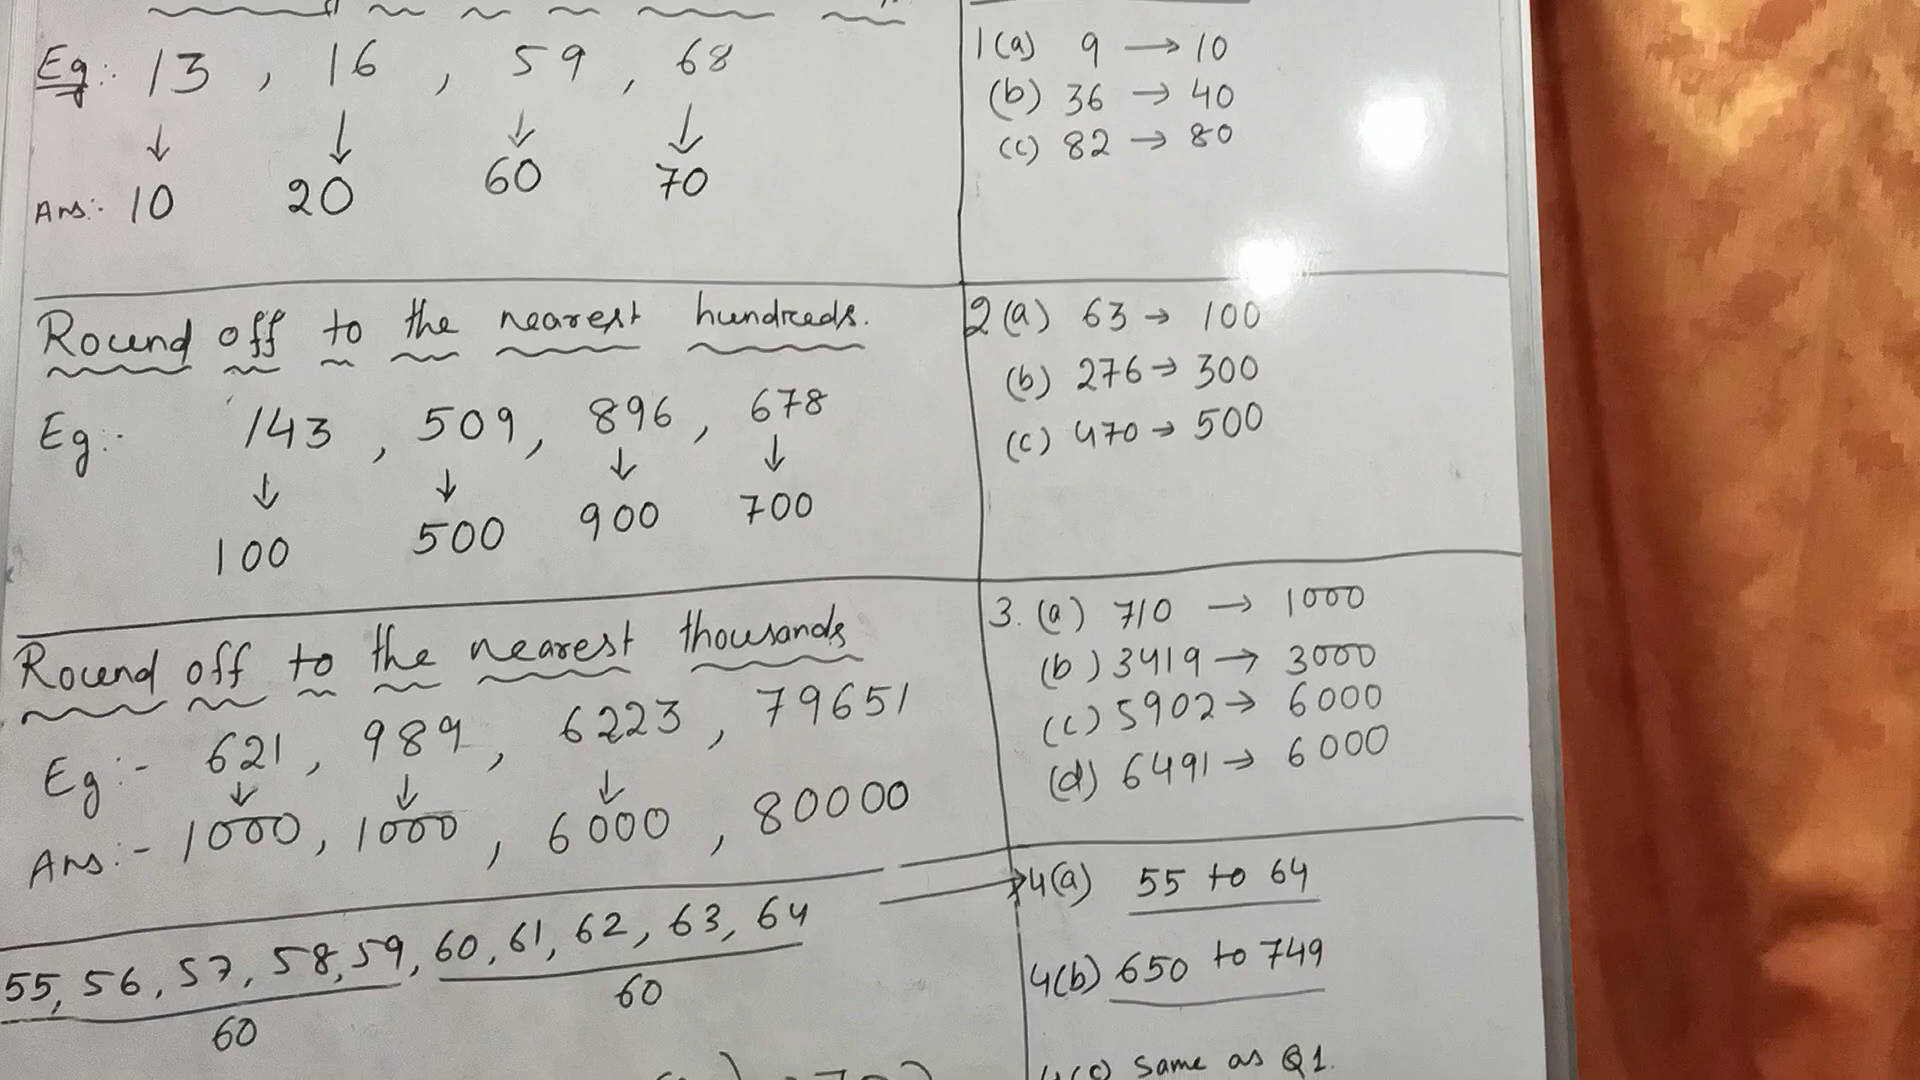 Eg:- 13 , 16 , 59 , 68
↓ ↓ ↓ ↓
Ans:- 10 20 60 70
Round off to the nearest hundreds.
Eg:- 143 , 509 , 896 , 678
↓ ↓ ↓ ↓
100 500 900 700
Round off to the nearest thousands
Eg:- 621 , 989 , 6223 , 79651
↓ ↓ ↓
Ans:- 1000 , 1000 , 6000 , 80000
55, 56, 57, 58, 59, 60, 61, 62, 63, 64
60 60
1(a) 9 → 10
(b) 36 → 40
(c) 82 → 80
2(a) 63 → 100
(b) 276 → 300
(c) 470 → 500
3. (a) 710 → 1000
(b) 3419 → 3000
(c) 5902 → 6000
(d) 6491 → 6000
4(a) 55 to 64
4(b) 650 to 749
4(c) Same as Q1.